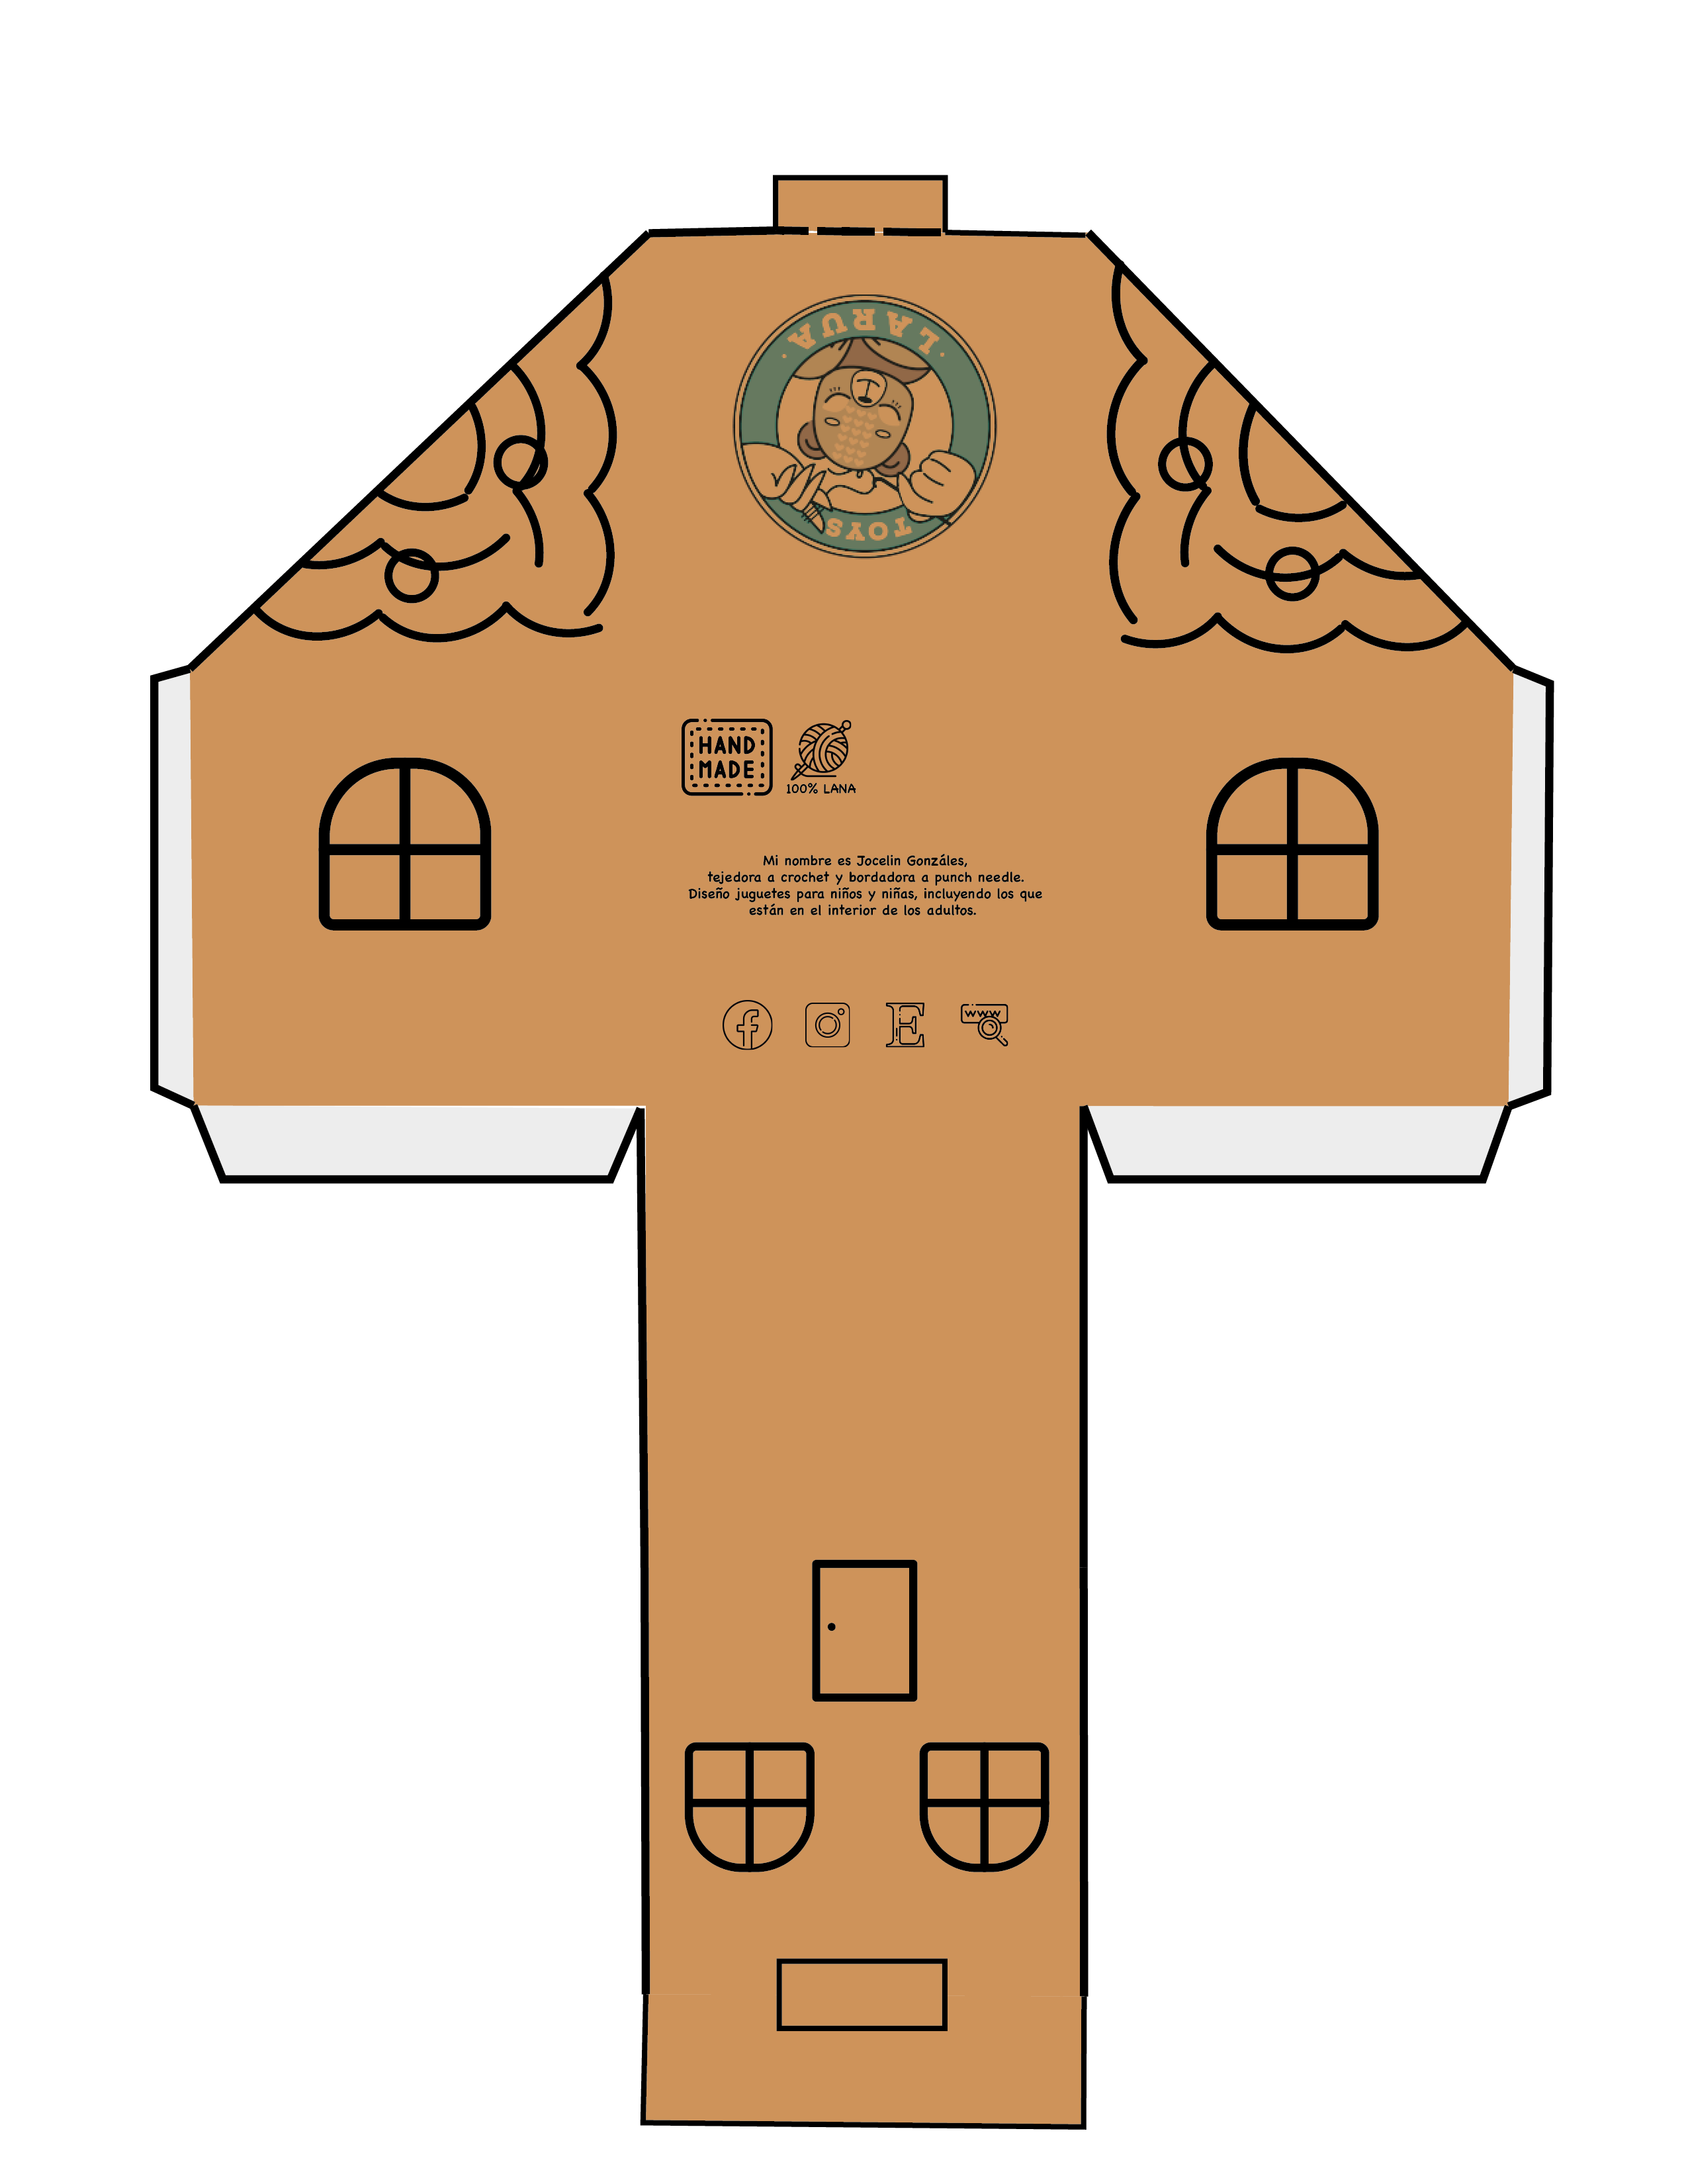 LARUA
TOYS
HAND
MADE
100% LANA
Mi nombre es Jocelin Gonzáles,
tejedora a crochet y bordadora a punch needle.
Diseño juguetes para niños y niñas, incluyendo los que
están en el interior de los adultos.
f
E
www